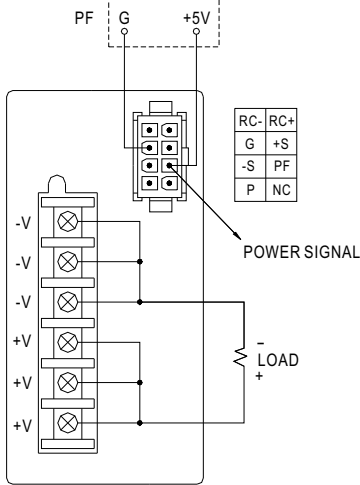 PF G +5V
RC- RC+
G +S
-S PF
P NC
POWER SIGNAL
-V
-V
-V
+V
+V
+V
−
LOAD
+